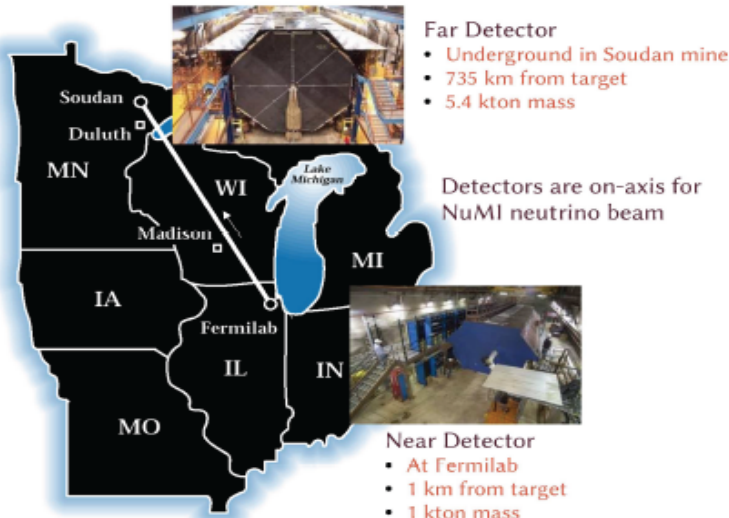 Far Detector
• Underground in Soudan mine
• 735 km from target
• 5.4 kton mass
Soudan
Duluth
MN
WI
Lake
Michigan
Detectors are on-axis for
NuMI neutrino beam
Madison
MI
IA
Fermilab
IL
IN
MO
Near Detector
• At Fermilab
• 1 km from target
• 1 kton mass